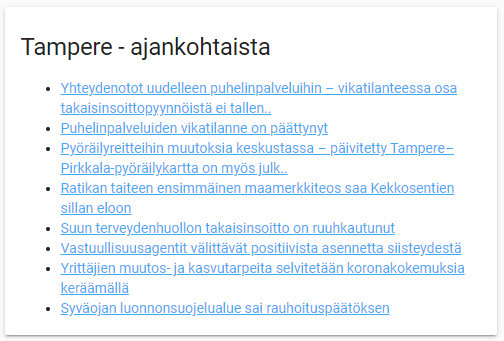 Tampere - ajankohtaista
Yhteydenotot uudelleen puhelinpalveluihin – vikatilanteessa osa
takaisinsoittopyynnöistä ei tallen..
Puhelinpalveluiden vikatilanne on päättynyt
Pyöräilyreitteihin muutoksia keskustassa – päivitetty Tampere–
Pirkkala-pyöräilykartta on myös julk..
Ratikan taiteen ensimmäinen maamerkkiteos saa Kekkosentien
sillan eloon
Suun terveydenhuollon takaisinsoitto on ruuhkautunut
Vastuullisuusagentit välittävät positiivista asennetta siisteydestä
Yrittäjien muutos- ja kasvutarpeita selvitetään koronakokemuksia
keräämällä
Syväojan luonnonsuojelualue sai rauhoituspäätöksen